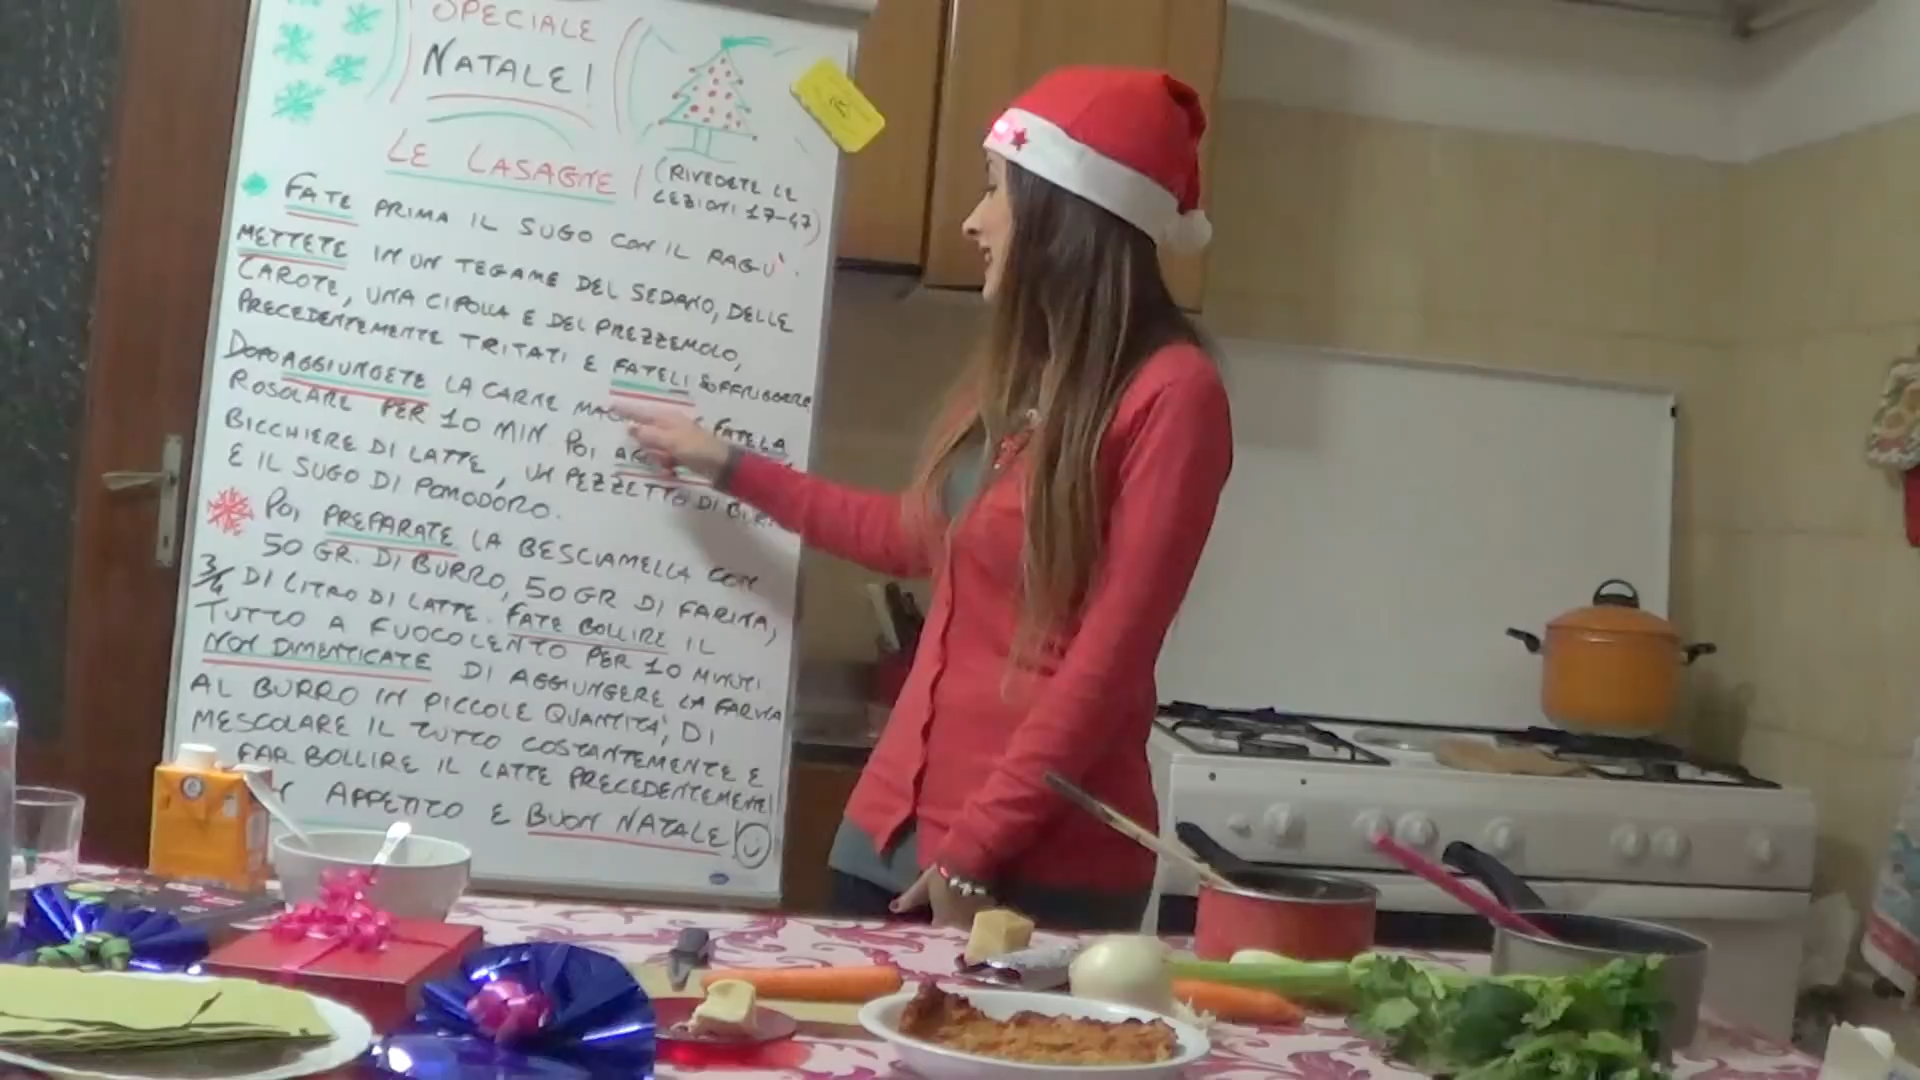 SPECIALE
NATALE!
LE LASAGNE
(RIVEDETE LE
LEZIONI 17-47)
FATE PRIMA IL SUGO CON IL RAGU'.
METTETE IN UN TEGAME DEL SEDANO, DELLE
CAROTE, UNA CIPOLLA E DEL PREZZEMOLO,
PRECEDENTEMENTE TRITATI E FATELI SOFFRIGGERE
DOPO AGGIUNGETE LA CARNE FATELA
ROSOLARE PER 10 MIN. POI
BICCHIERE DI LATTE, UN PEZZETTO DI
E IL SUGO DI POMODORO.
POI PREPARATE LA BESCIAMELLA CON
50 GR. DI BURRO, 50 GR DI FARINA,
3/4 DI LITRO DI LATTE. FATE BOLLIRE IL
TUTTO A FUOCO LENTO PER 10 MINUTI
NON DIMENTICATE DI AGGIUNGERE LA FARINA
AL BURRO IN PICCOLE QUANTITA', DI
MESCOLARE IL TUTTO COSTANTEMENTE E
FAR BOLLIRE IL LATTE PRECEDENTEMENTE!
APPETITO E BUON NATALE!